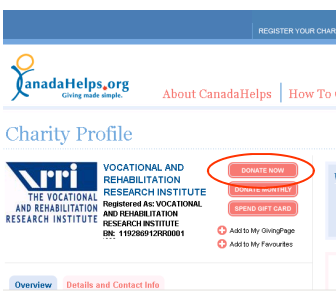 REGISTER YOUR CHAR
CanadaHelps.org
Giving made simple.
About CanadaHelps | How To
Charity Profile
vrri
THE VOCATIONAL
AND REHABILITATION
RESEARCH INSTITUTE
VOCATIONAL AND
REHABILITATION
RESEARCH INSTITUTE
Registered As: VOCATIONAL
AND REHABILITATION
RESEARCH INSTITUTE
BN: 119286912RR0001
DONATE NOW
DONATE MONTHLY
SPEND GIFT CARD
Add to My GivingPage
Add to My Favourites
Overview
Details and Contact Info